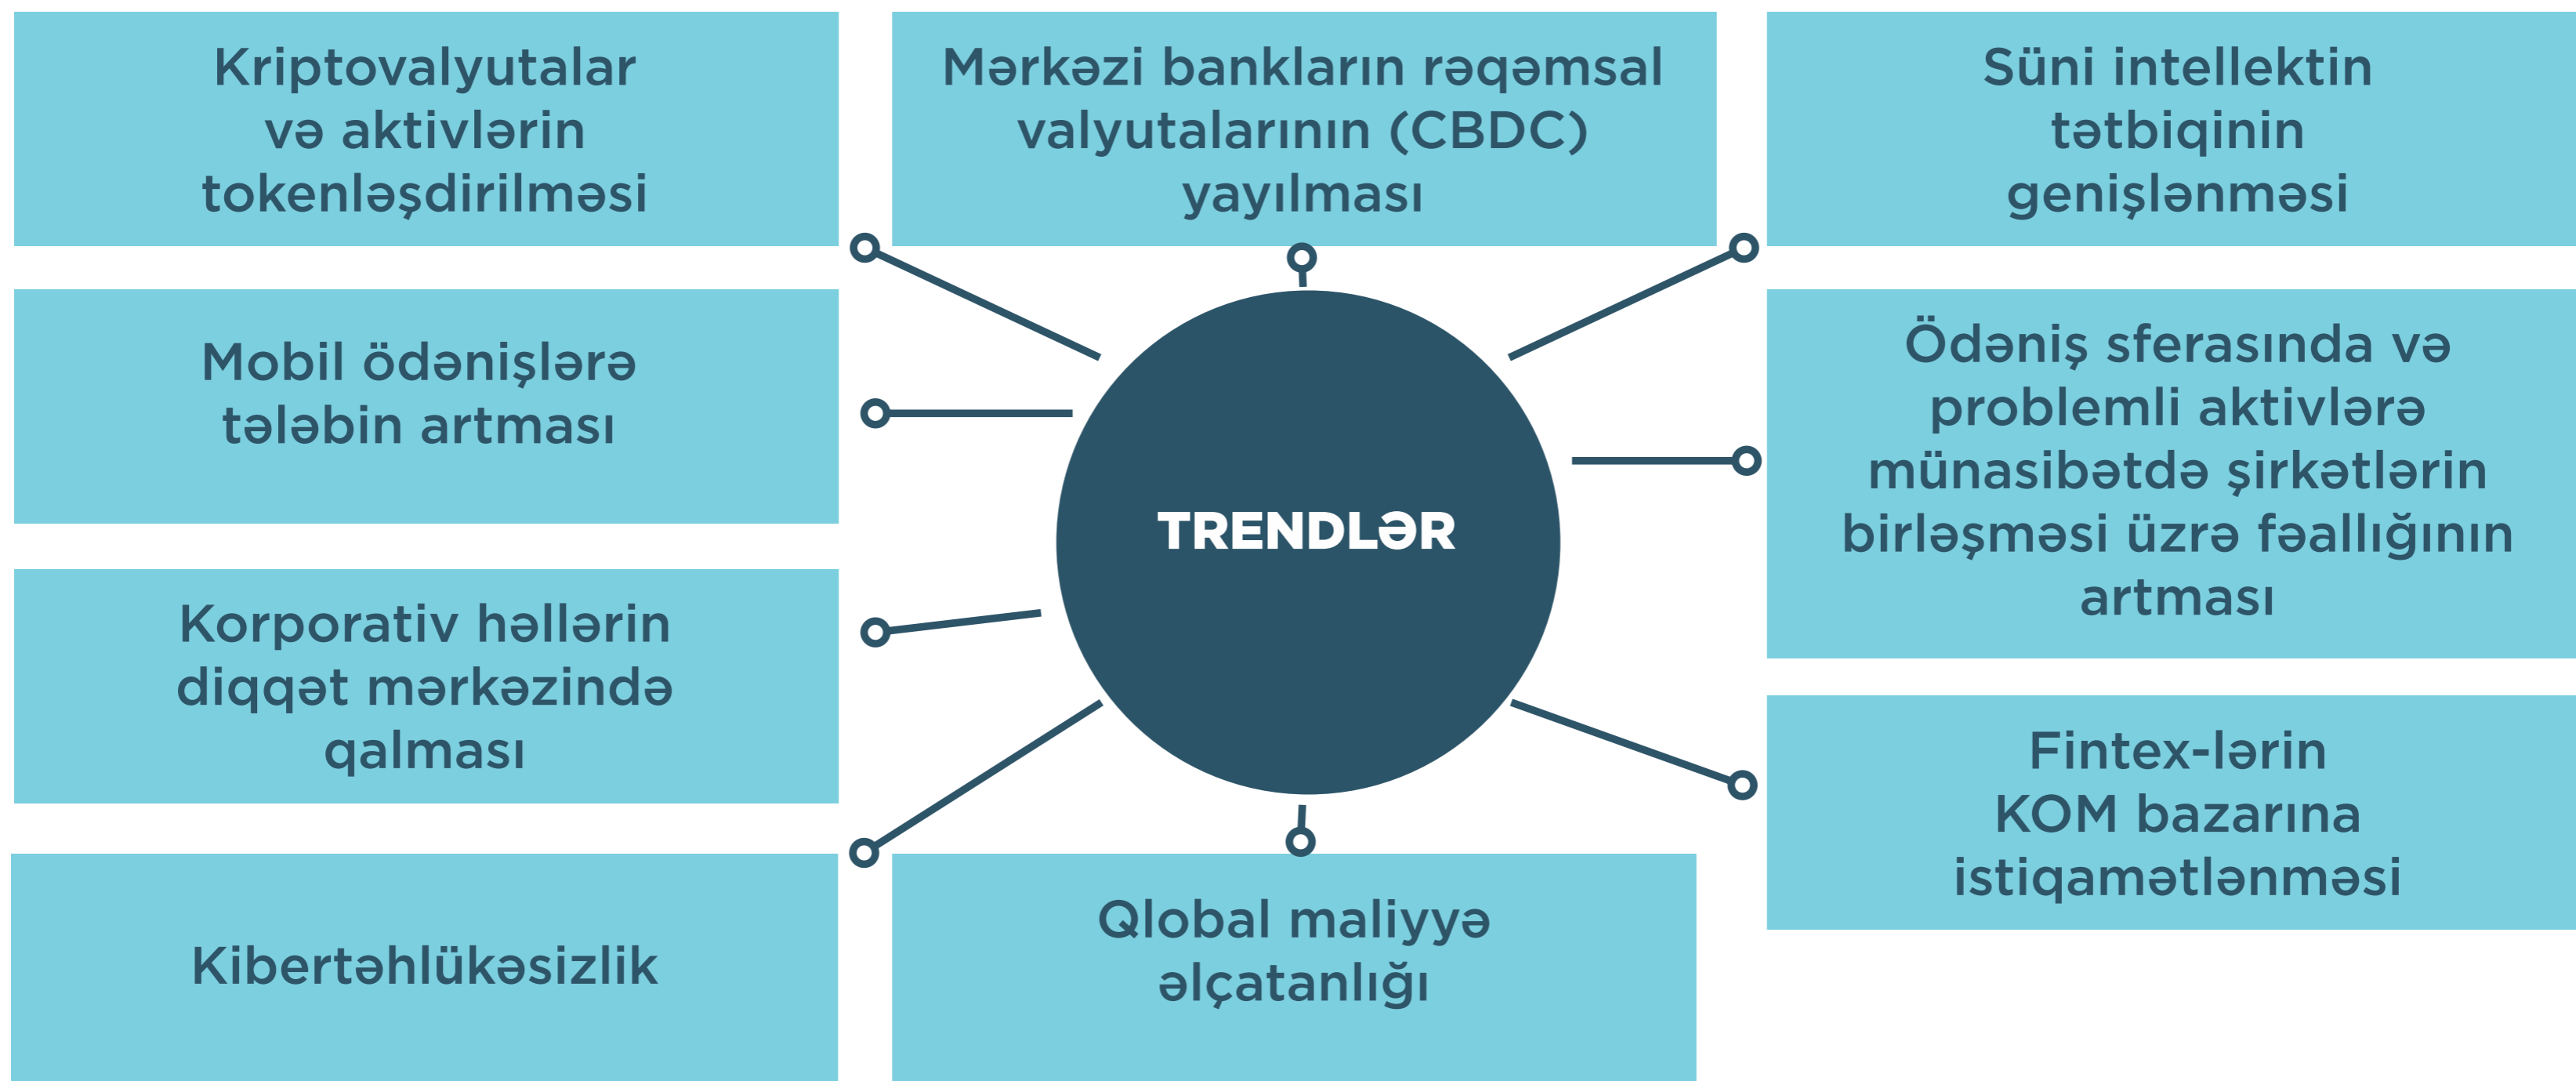 Kriptovalyutalar
və aktivlərin
tokenləşdirilməsi
Mərkəzi bankların rəqəmsal
valyutalarının (CBDC)
yayılması
Süni intellektin
tətbiqinin
genişlənməsi
Mobil ödənişlərə
tələbin artması
Ödəniş sferasında və
problemli aktivlərə
münasibətdə şirkətlərin
birləşməsi üzrə fəallığının
artması
TRENDLƏR
Korporativ həllərin
diqqət mərkəzində
qalması
Fintex-lərin
KOM bazarına
istiqamətlənməsi
Kibertəhlükəsizlik
Qlobal maliyyə
əlçatanlığı